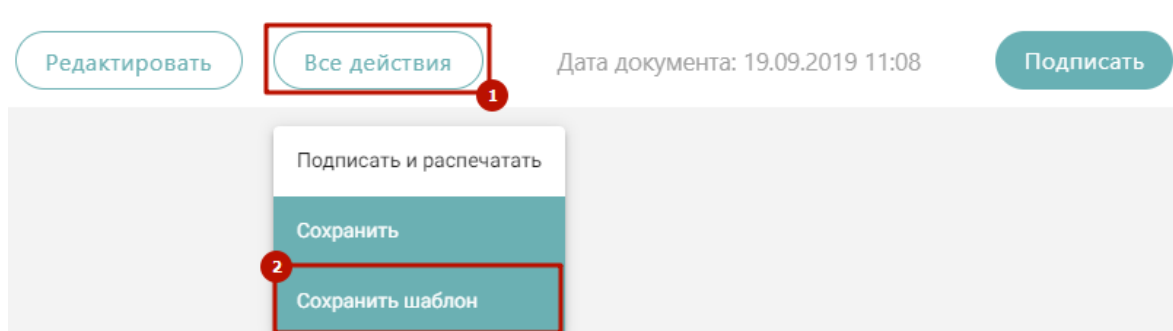 Редактировать Все действия Дата документа: 19.09.2019 11:08 Подписать
1
Подписать и распечатать
Сохранить
2
Сохранить шаблон